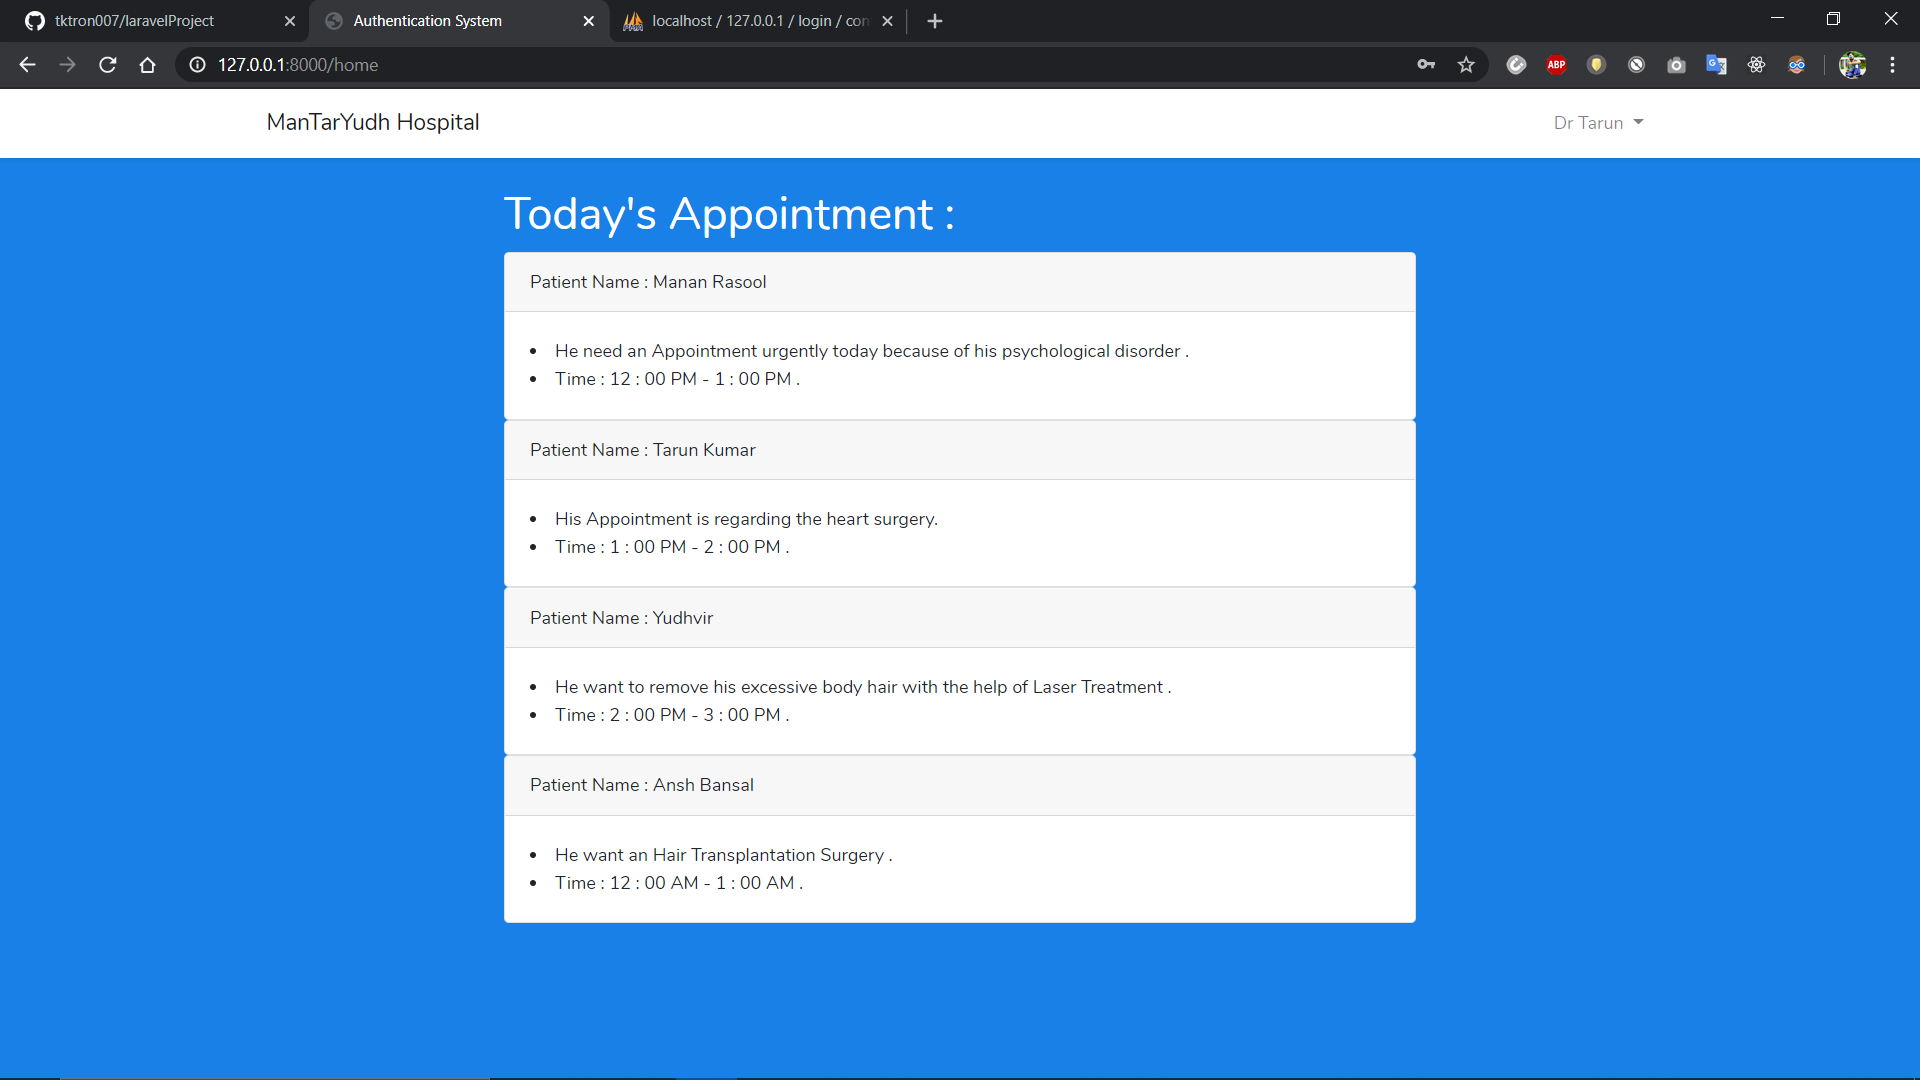 tktron007/laravelProject
Authentication System
localhost / 127.0.0.1 / login / con
127.0.0.1:8000/home
ABP
ManTarYudh Hospital
Dr Tarun
Today's Appointment :
Patient Name : Manan Rasool
• He need an Appointment urgently today because of his psychological disorder .
• Time : 12 : 00 PM - 1 : 00 PM .
Patient Name : Tarun Kumar
• His Appointment is regarding the heart surgery.
• Time : 1 : 00 PM - 2 : 00 PM .
Patient Name : Yudhvir
• He want to remove his excessive body hair with the help of Laser Treatment .
• Time : 2 : 00 PM - 3 : 00 PM .
Patient Name : Ansh Bansal
• He want an Hair Transplantation Surgery .
• Time : 12 : 00 AM - 1 : 00 AM .